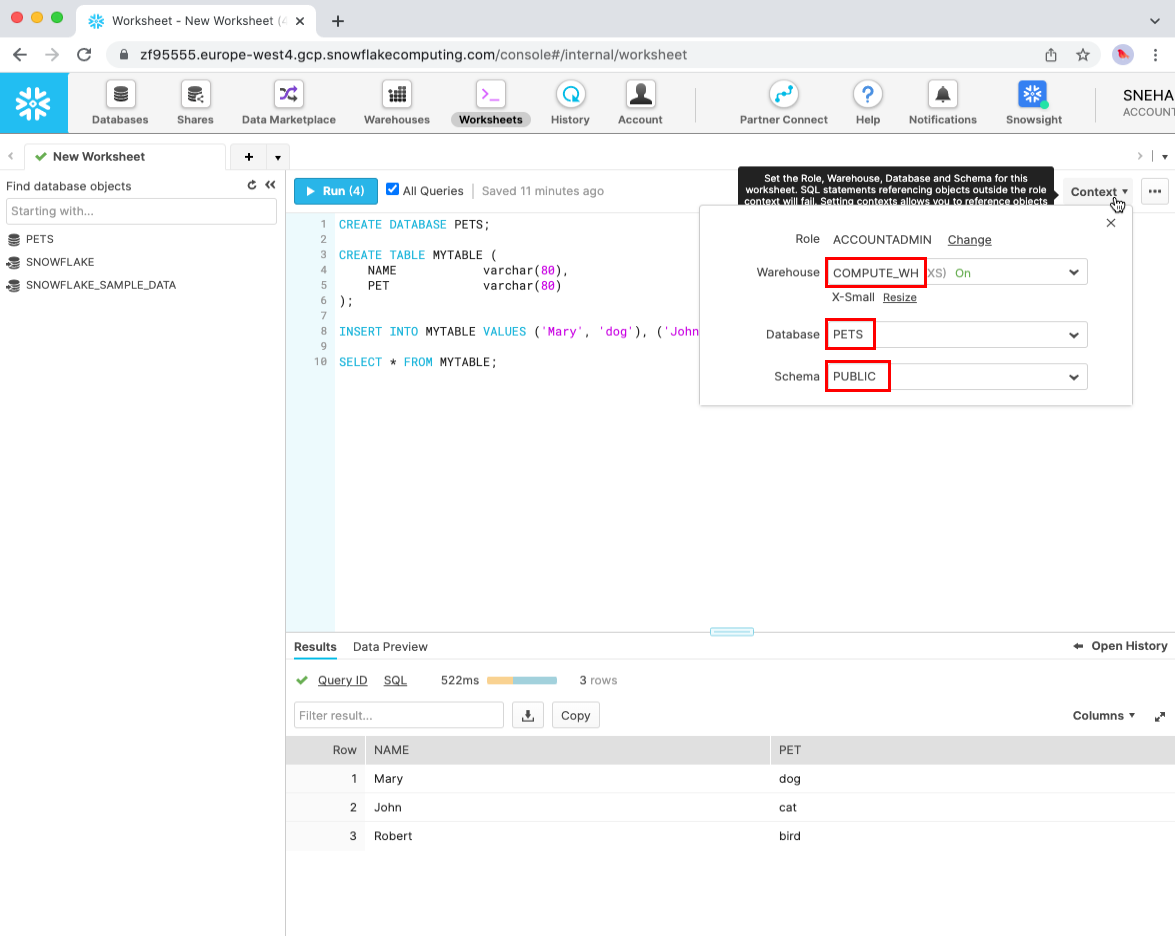 Worksheet - New Worksheet (4
zf95555.europe-west4.gcp.snowflakecomputing.com/console#/internal/worksheet
Databases Shares Data Marketplace Warehouses Worksheets History Account Partner Connect Help Notifications Snowsight
SNEHA
ACCOUNT
New Worksheet
Find database objects
Starting with...
PETS
SNOWFLAKE
SNOWFLAKE_SAMPLE_DATA
Run (4) All Queries Saved 11 minutes ago
Set the Role, Warehouse, Database and Schema for this
worksheet. SQL statements referencing objects outside the role
context will fail. Setting contexts allows you to reference objects
Context
1 CREATE DATABASE PETS;
2
3 CREATE TABLE MYTABLE (
4 NAME varchar(80),
5 PET varchar(80)
6 );
7
8 INSERT INTO MYTABLE VALUES ('Mary', 'dog'), ('John
9
10 SELECT * FROM MYTABLE;
Role ACCOUNTADMIN Change
Warehouse COMPUTE_WH XS) On
X-Small Resize
Database PETS
Schema PUBLIC
Results Data Preview Open History
Query ID SQL 522ms 3 rows
Filter result... Copy Columns
Row NAME PET
1 Mary dog
2 John cat
3 Robert bird